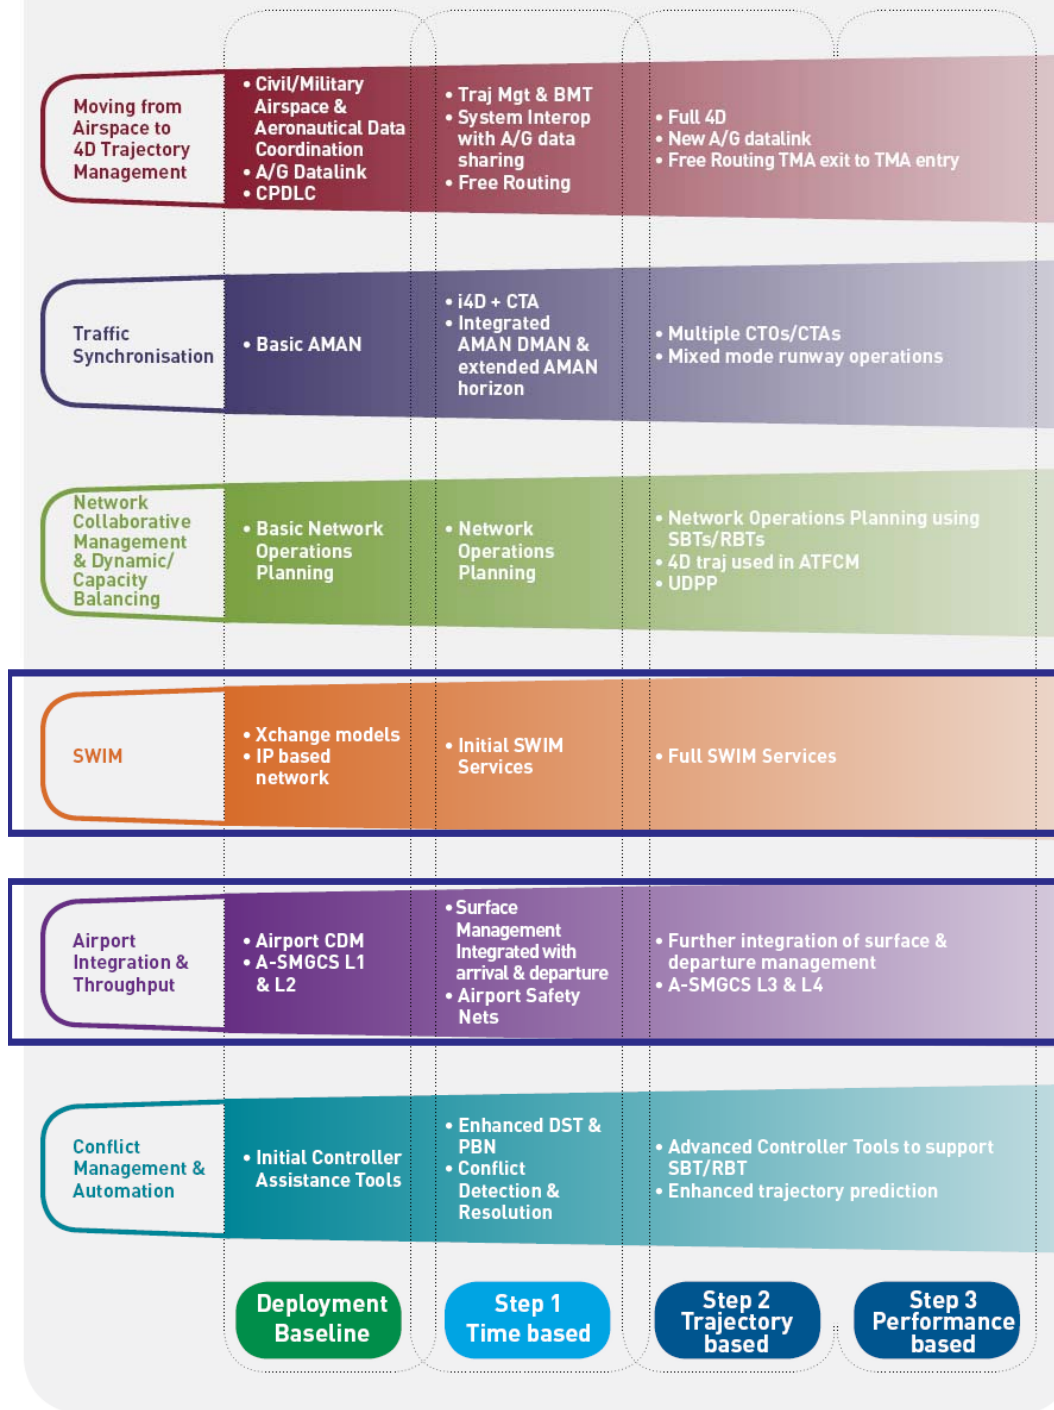 Moving from
Airspace to
4D Trajectory
Management
• Civil/Military
Airspace &
Aeronautical Data
Coordination
• A/G Datalink
• CPDLC
• Traj Mgt & BMT
• System Interop
with A/G data
sharing
• Free Routing
• Full 4D
• New A/G datalink
• Free Routing TMA exit to TMA entry
Traffic
Synchronisation
• Basic AMAN
• i4D + CTA
• Integrated
AMAN DMAN &
extended AMAN
horizon
• Multiple CTOs/CTAs
• Mixed mode runway operations
Network
Collaborative
Management
& Dynamic/
Capacity
Balancing
• Basic Network
Operations
Planning
• Network
Operations
Planning
• Network Operations Planning using
SBTs/RBTs
• 4D traj used in ATFCM
• UDPP
SWIM
• Xchange models
• IP based
network
• Initial SWIM
Services
• Full SWIM Services
Airport
Integration &
Throughput
• Airport CDM
• A-SMGCS L1
& L2
• Surface
Management
Integrated with
arrival & departure
• Airport Safety
Nets
• Further integration of surface &
departure management
• A-SMGCS L3 & L4
Conflict
Management &
Automation
• Initial Controller
Assistance Tools
• Enhanced DST &
PBN
• Conflict
Detection &
Resolution
• Advanced Controller Tools to support
SBT/RBT
• Enhanced trajectory prediction
Deployment
Baseline
Step 1
Time based
Step 2
Trajectory
based
Step 3
Performance
based